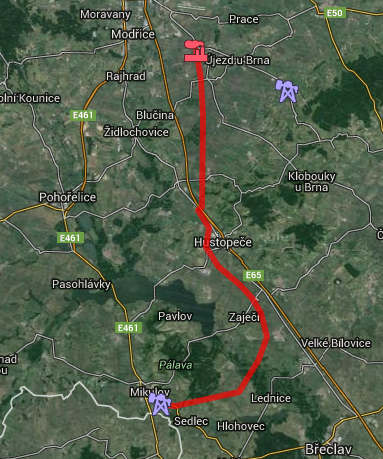 E50
Moravany
Prace
Modřice
Újezd u Brna
Rajhrad
olní Kounice
Blučina
E461
Židlochovice
Klobouky
u Brna
Pohořelice
E461
Hustopeče
E65
Pasohlávky
Zaječí
Pavlov
E461
Velké Bílovice
nad
ou
Pálava
Mikulov
Lednice
Sedlec
Hlohovec
Břeclav